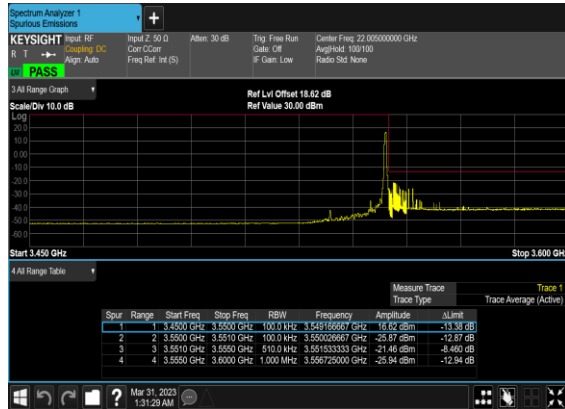 Spectrum Analyzer 1
Spurious Emissions
+
KEYSIGHT Input: RF Input Z: 50 Ω Atten: 30 dB Trig: Free Run Center Freq: 22.005000000 GHz
R T Coupling: DC Corr CCorr Gate: Off Avg|Hold: 100/100
Align: Auto Freq Ref: Int (S) IF Gain: Low Radio Std: None
PASS
3 All Range Graph
Ref Lvl Offset 18.62 dB
Scale/Div 10.0 dB Ref Value 30.00 dBm
Log
20.0
10.0
0.00
-10.0
-20.0
-30.0
-40.0
-50.0
-60.0
Start 3.450 GHz Stop 3.600 GHz
4 All Range Table
Measure Trace Trace 1
Trace Type Trace Average (Active)
Spur Range Start Freq Stop Freq RBW Frequency Amplitude ΔLimit
1 1 3.4500 GHz 3.5500 GHz 100.0 kHz 3.549166667 GHz 16.62 dBm -13.38 dB
2 2 3.5500 GHz 3.5510 GHz 100.0 kHz 3.550026667 GHz -25.87 dBm -12.87 dB
3 3 3.5510 GHz 3.5550 GHz 510.0 kHz 3.551533333 GHz -21.46 dBm -8.460 dB
4 4 3.5550 GHz 3.6000 GHz 1.000 MHz 3.556725000 GHz -25.94 dBm -12.94 dB
? Mar 31, 2023
1:31:29 AM